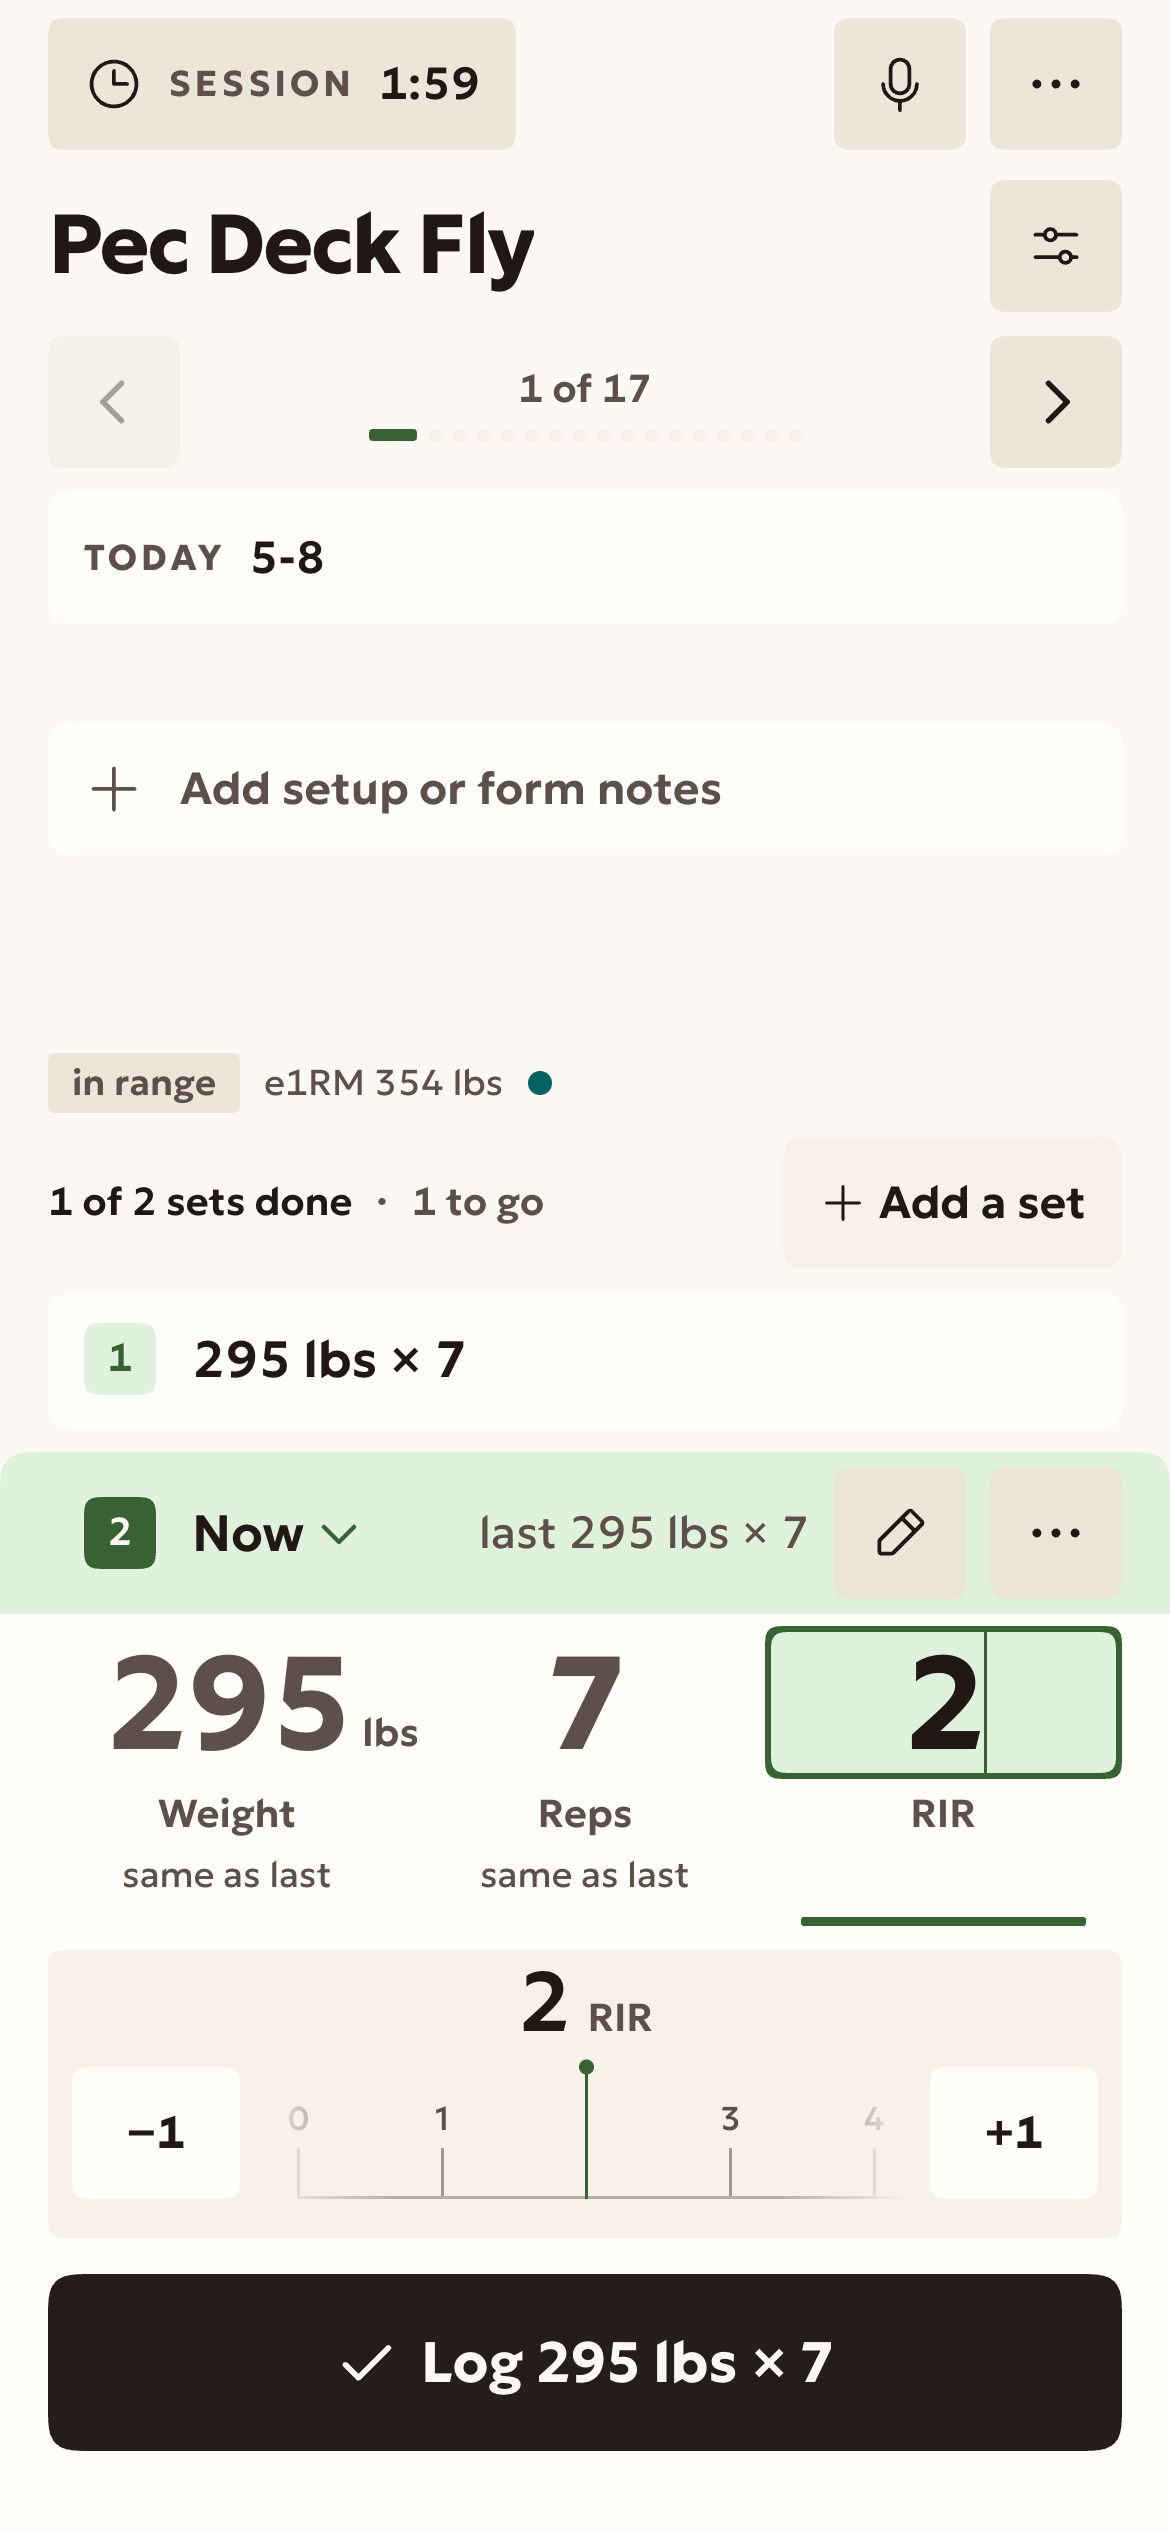 SESSION 1:59
Pec Deck Fly
1 of 17
TODAY 5-8
Add setup or form notes
in range e1RM 354 lbs
1 of 2 sets done · 1 to go
+ Add a set
1 295 lbs × 7
2 Now last 295 lbs × 7
295 lbs 7 2
Weight Reps RIR
same as last same as last
2 RIR
−1 0 1 3 4 +1
Log 295 lbs × 7